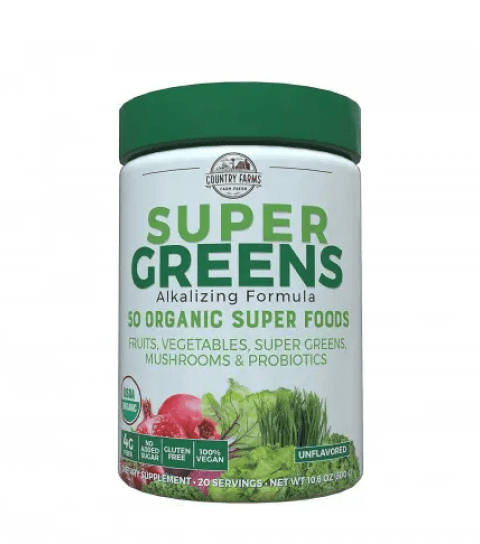 COUNTRY FARMS
FARM FRESH
SUPER
GREENS
Alkalizing Formula
50 ORGANIC SUPER FOODS
FRUITS, VEGETABLES, SUPER GREENS,
MUSHROOMS & PROBIOTICS
USDA
ORGANIC
4G
NO
ADDED
SUGAR
GLUTEN
FREE
100%
VEGAN
UNFLAVORED
DIETARY SUPPLEMENT • 20 SERVINGS • NET WT 10.6 OZ (300G)